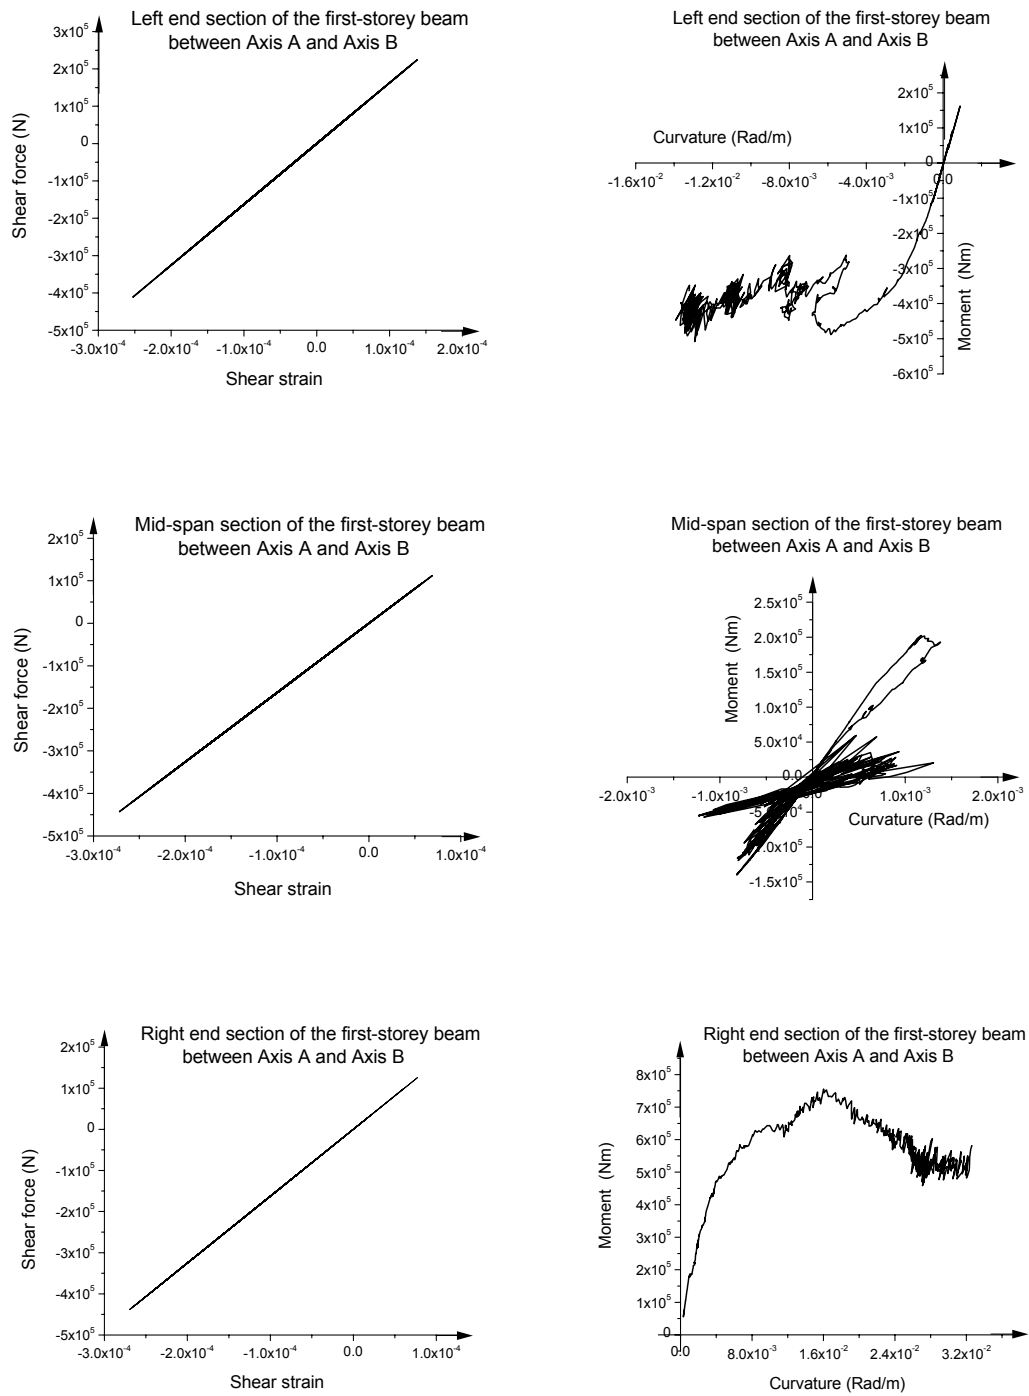 Left end section of the first-storey beam
between Axis A and Axis B
3x10^5
2x10^5
1x10^5
0
-1x10^5
-2x10^5
-3x10^5
-4x10^5
-5x10^5
Shear force (N)
-3.0x10^-4 -2.0x10^-4 -1.0x10^-4 0.0 1.0x10^-4 2.0x10^-4
Shear strain
Left end section of the first-storey beam
between Axis A and Axis B
2x10^5
1x10^5
0
-1x10^5
-2x10^5
-3x10^5
-4x10^5
-5x10^5
-6x10^5
Curvature (Rad/m)
-1.6x10^-2 -1.2x10^-2 -8.0x10^-3 -4.0x10^-3 0.0
Moment (Nm)
Mid-span section of the first-storey beam
between Axis A and Axis B
2x10^5
1x10^5
0
-1x10^5
-2x10^5
-3x10^5
-4x10^5
-5x10^5
Shear force (N)
-3.0x10^-4 -2.0x10^-4 -1.0x10^-4 0.0 1.0x10^-4
Shear strain
Mid-span section of the first-storey beam
between Axis A and Axis B
2.5x10^5
2.0x10^5
1.5x10^5
1.0x10^5
5.0x10^4
0.0
-1.5x10^5
Moment (Nm)
-2.0x10^-3 -1.0x10^-3 1.0x10^-3 2.0x10^-3
Curvature (Rad/m)
Right end section of the first-storey beam
between Axis A and Axis B
2x10^5
1x10^5
0
-1x10^5
-2x10^5
-3x10^5
-4x10^5
-5x10^5
Shear force (N)
-3.0x10^-4 -2.0x10^-4 -1.0x10^-4 0.0 1.0x10^-4
Shear strain
Right end section of the first-storey beam
between Axis A and Axis B
8x10^5
7x10^5
6x10^5
5x10^5
4x10^5
3x10^5
2x10^5
1x10^5
0
Moment (Nm)
0.0 8.0x10^-3 1.6x10^-2 2.4x10^-2 3.2x10^-2
Curvature (Rad/m)